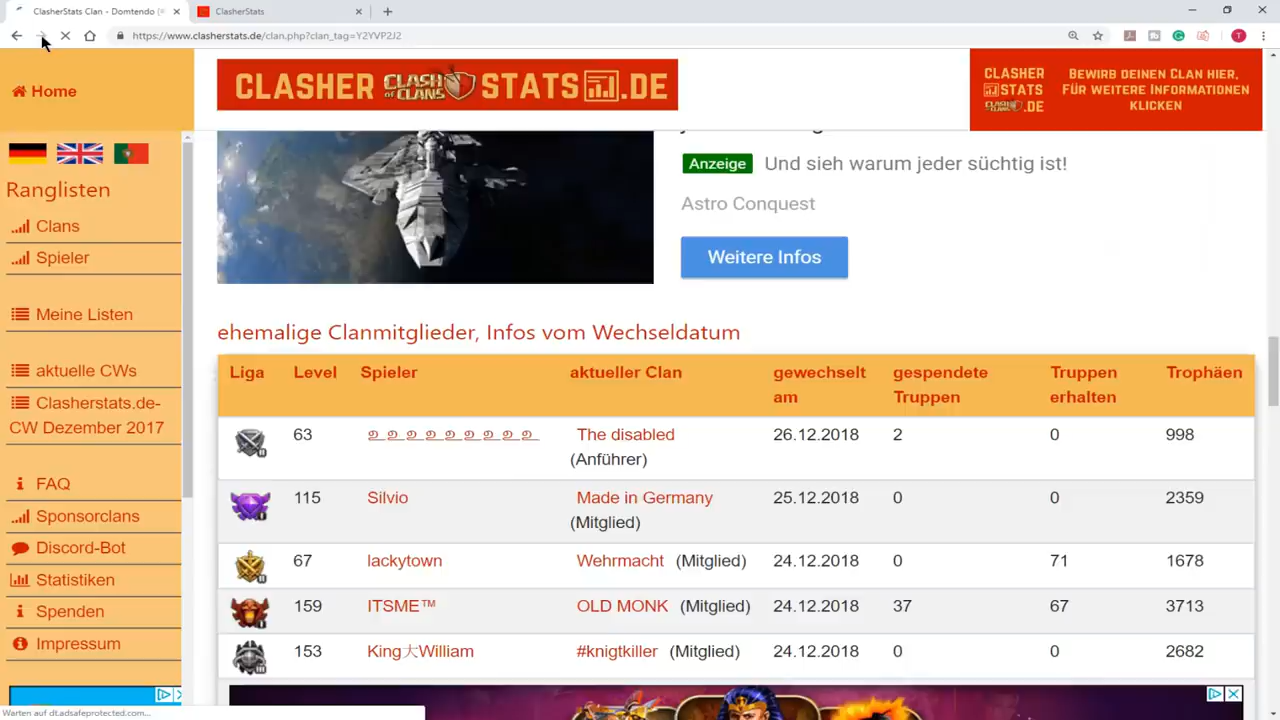 ClasherStats Clan - Domtendo
ClasherStats
https://www.clasherstats.de/clan.php?clan_tag=Y2YVP2J2
Home
CLASHER CLASH OF CLANS STATS .DE
CLASHER
STATS
.DE
BEWIRB DEINEN CLAN HIER,
FÜR WEITERE INFORMATIONEN
KLICKEN
Ranglisten
Clans
Spieler
Meine Listen
aktuelle CWs
Clasherstats.de-
CW Dezember 2017
FAQ
Sponsorclans
Discord-Bot
Statistiken
Spenden
Impressum
Anzeige Und sieh warum jeder süchtig ist!
Astro Conquest
Weitere Infos
ehemalige Clanmitglieder, Infos vom Wechseldatum
Liga Level Spieler aktueller Clan gewechselt am gespendete Truppen Truppen erhalten Trophäen
63 The disabled (Anführer) 26.12.2018 2 0 998
115 Silvio Made in Germany (Mitglied) 25.12.2018 0 0 2359
67 lackytown Wehrmacht (Mitglied) 24.12.2018 0 71 1678
159 ITSME™ OLD MONK (Mitglied) 24.12.2018 37 67 3713
153 King大William #knigtkiller (Mitglied) 24.12.2018 0 0 2682
Warten auf dt.adsafeprotected.com...